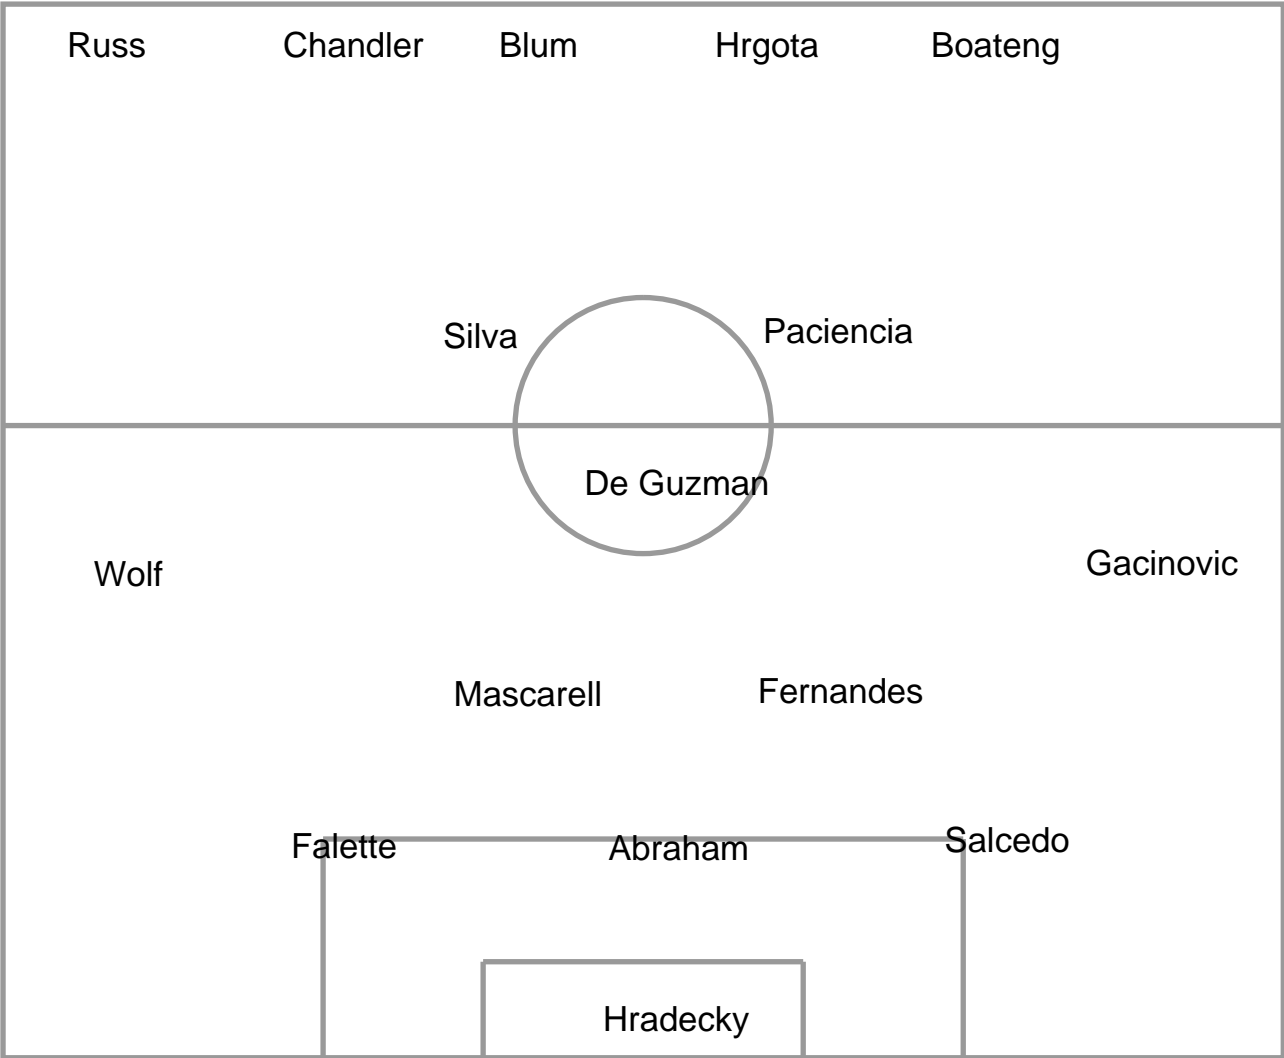 Russ Chandler Blum Hrgota Boateng
Silva Paciencia
De Guzman
Wolf Gacinovic
Mascarell Fernandes
Falette Abraham Salcedo
Hradecky